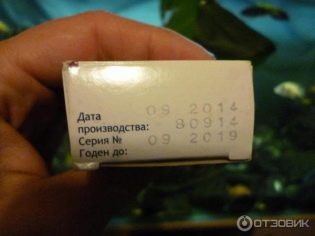 Дата 09 2014
производства: 80914
Серия № 09 2019
Годен до:
ОТЗОВИК